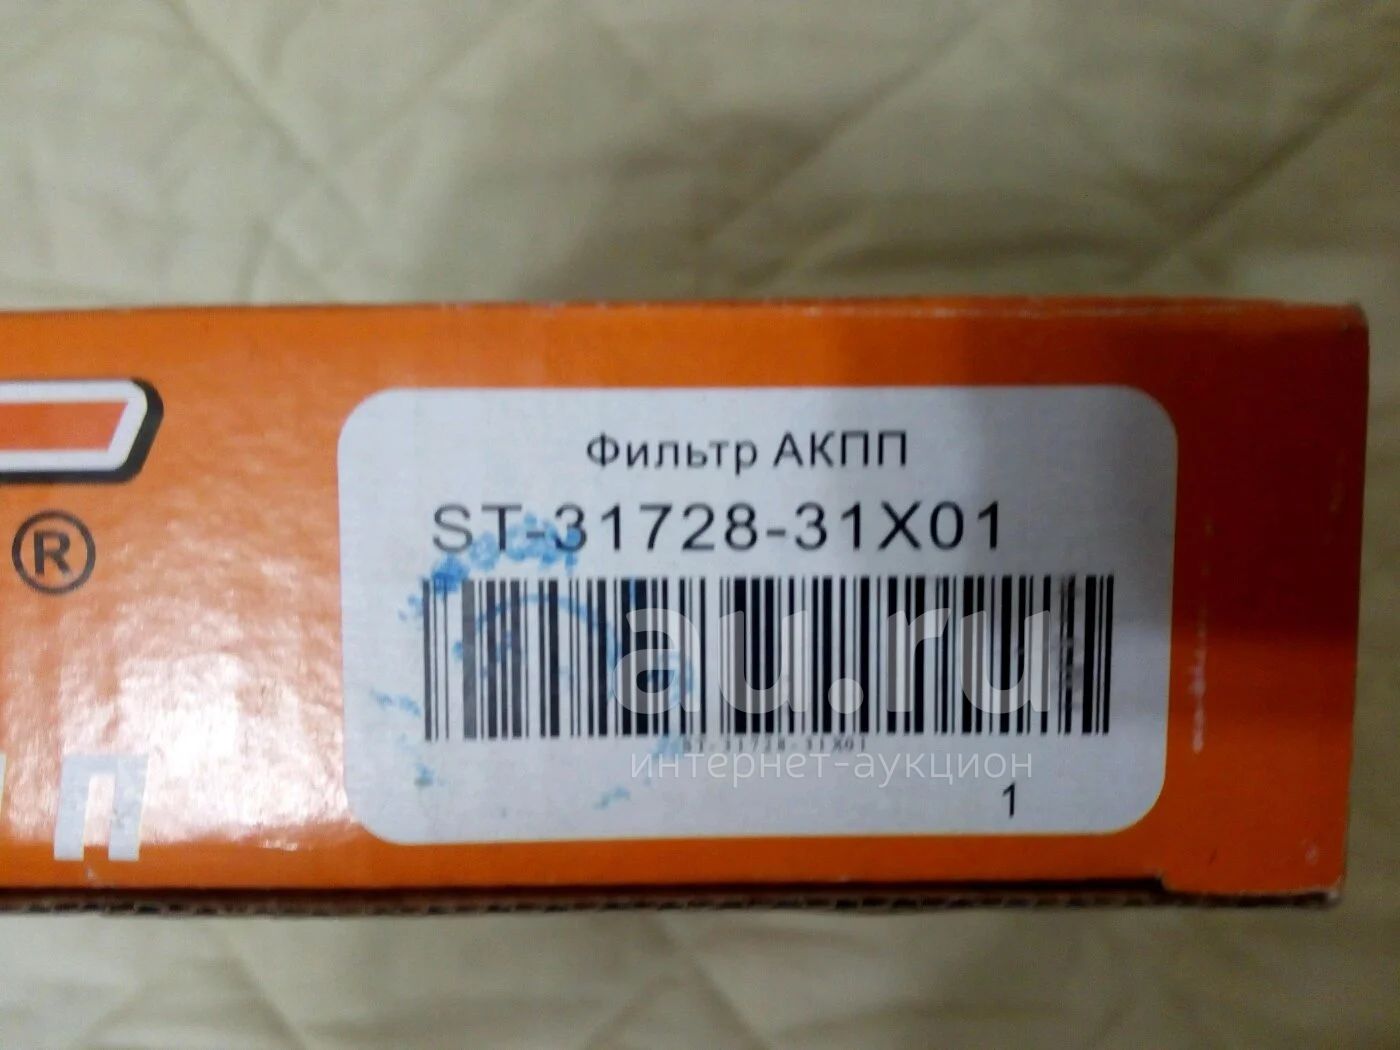 Фильтр АКПП
ST-31728-31X01
ST-31728-31X01
1
®
П
au.ru
интернет-аукцион